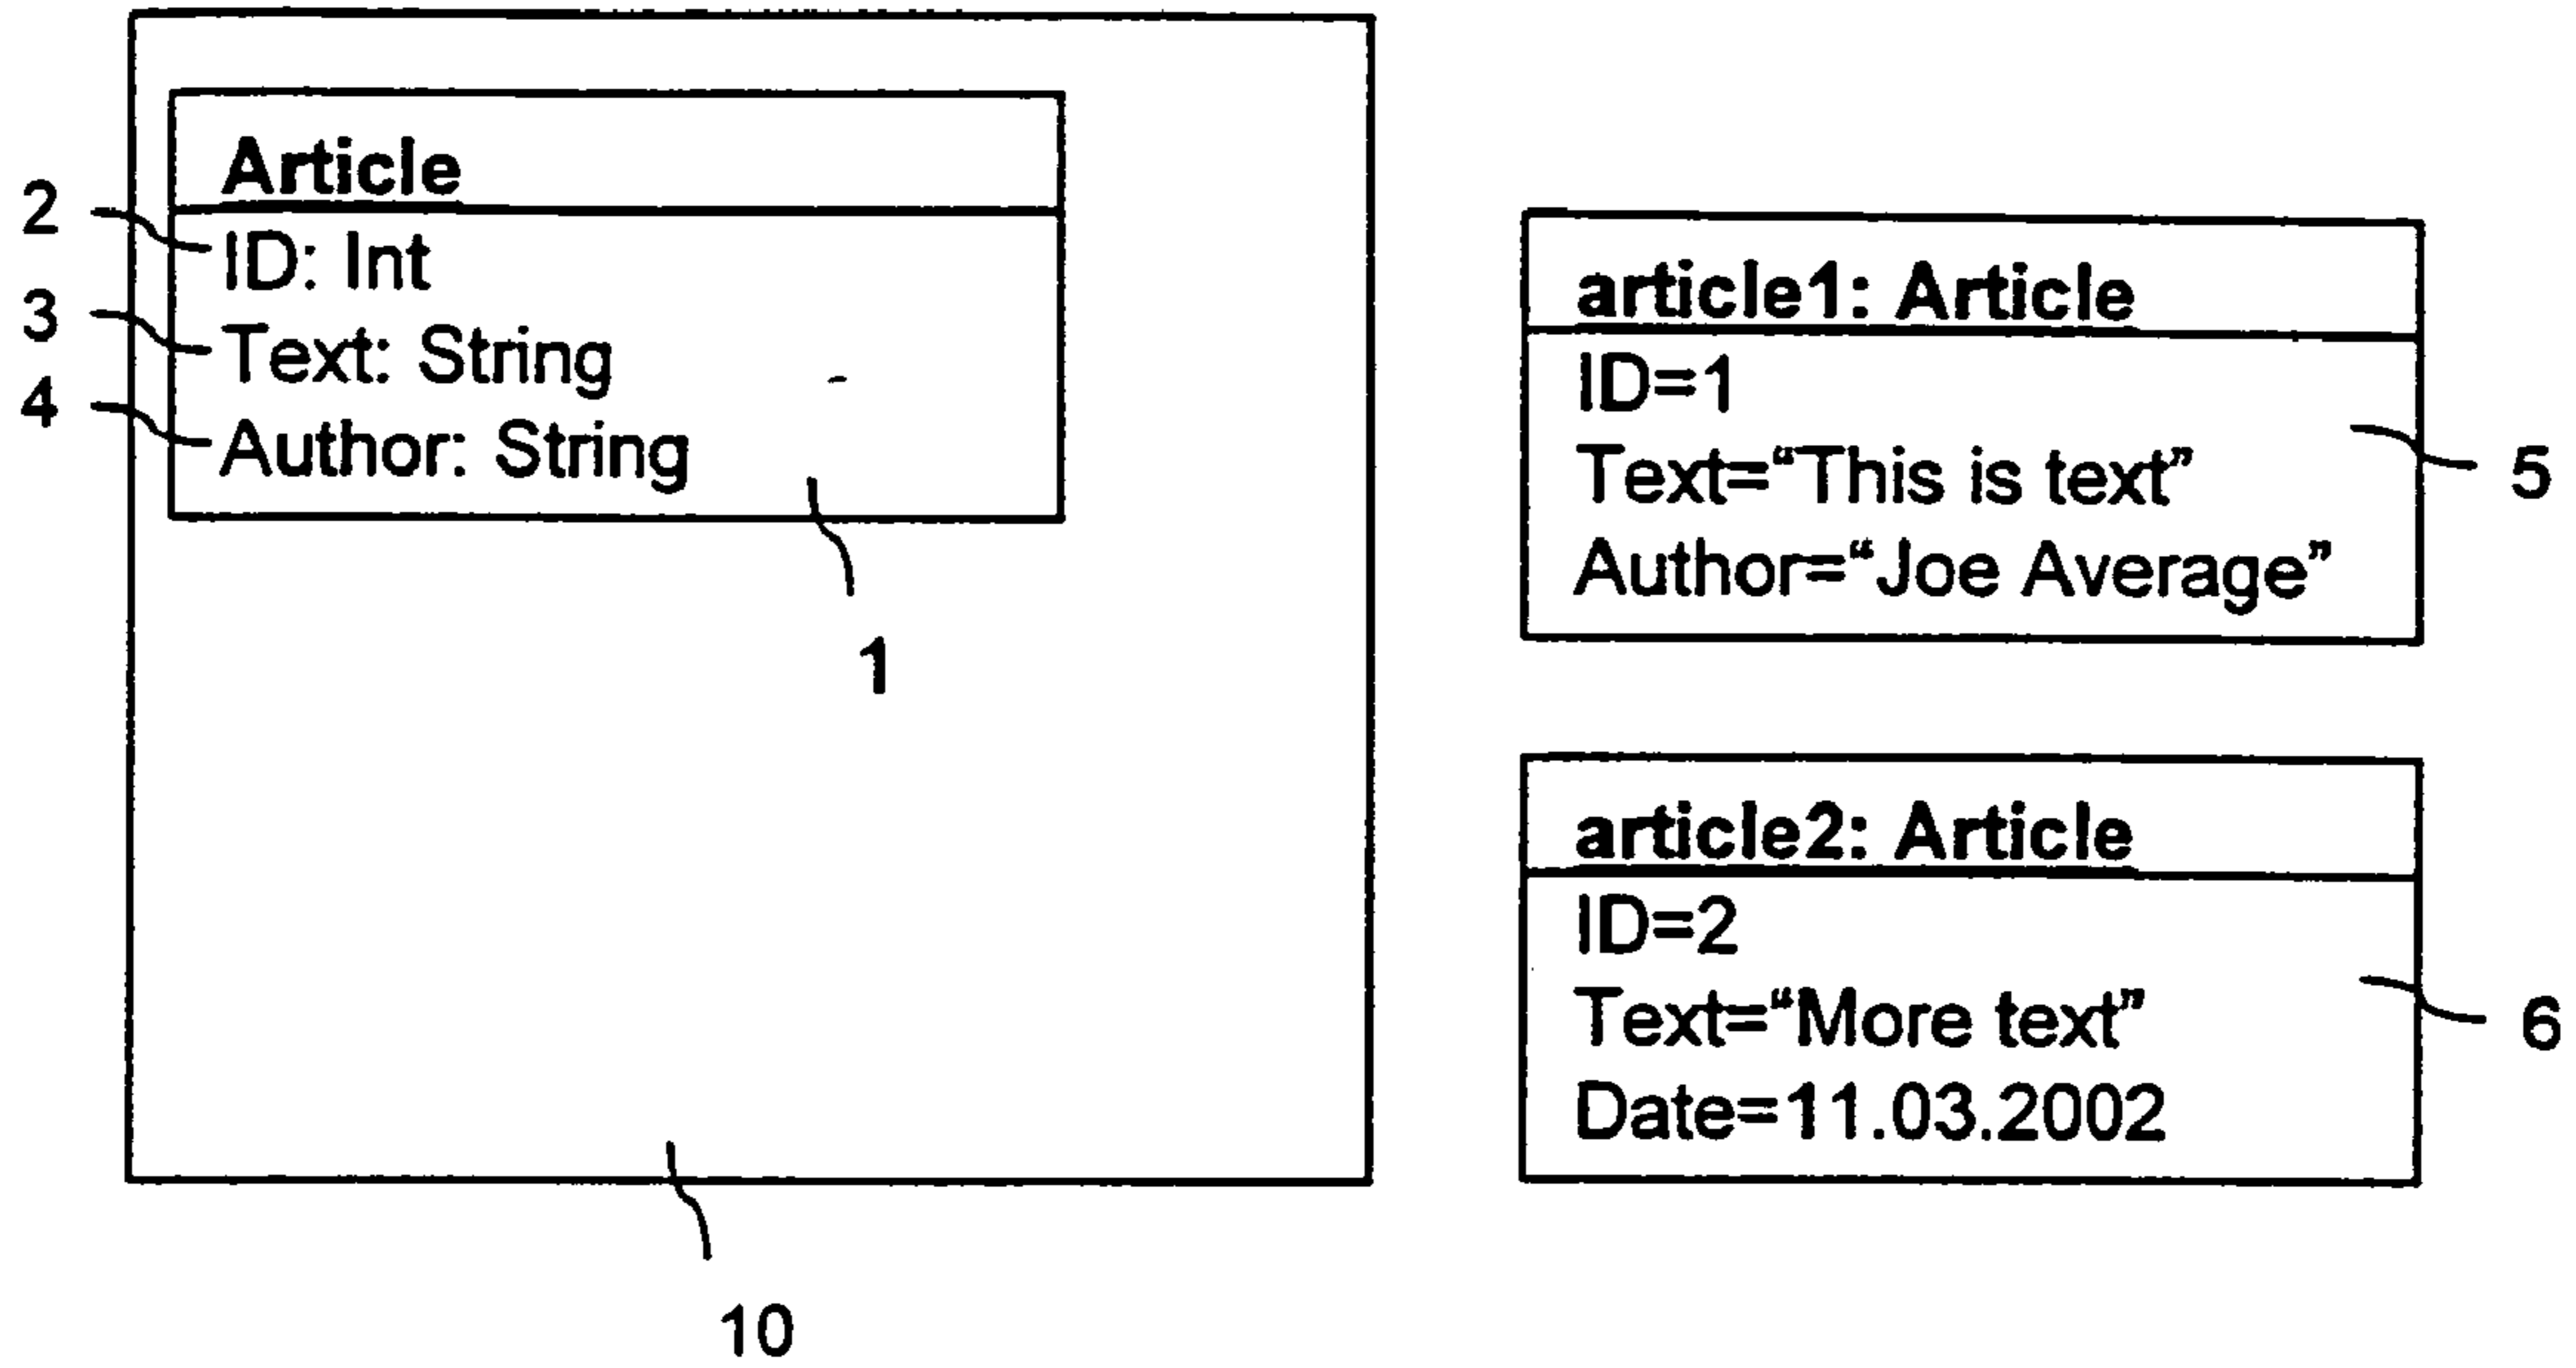 Article
2
ID: Int
3
Text: String
4
Author: String
1
10
article1: Article
ID=1
Text=“This is text”
Author=“Joe Average”
5
article2: Article
ID=2
Text=“More text”
Date=11.03.2002
6